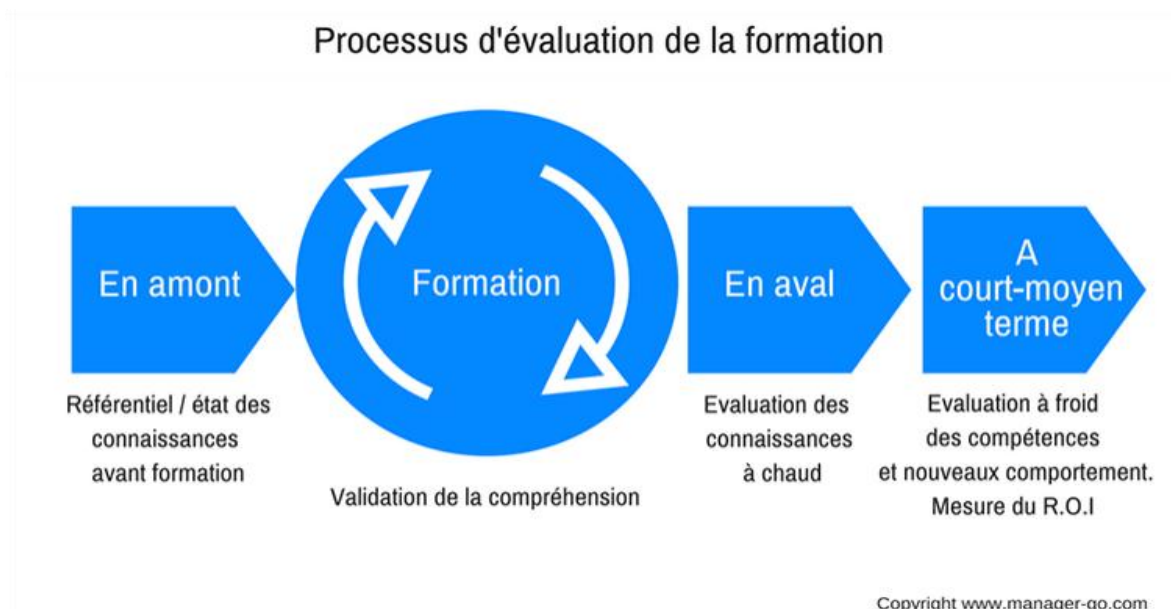 Processus d'évaluation de la formation
En amont
Formation
En aval
A
court-moyen
terme
Référentiel / état des
connaissances
avant formation
Validation de la compréhension
Evaluation des
connaissances
à chaud
Evaluation à froid
des compétences
et nouveaux comportement.
Mesure du R.O.I
Copyright www.manager-go.com